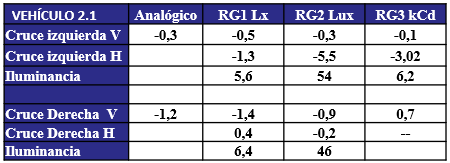 VEHÍCULO 2.1 Analógico RG1 Lx RG2 Lux RG3 kCd
Cruce izquierda V -0,3 -0,5 -0,3 -0,1
Cruce izquierda H -1,3 -5,5 -3,02
Iluminancia 5,6 54 6,2
Cruce Derecha V -1,2 -1,4 -0,9 0,7
Cruce Derecha H 0,4 -0,2 --
Iluminancia 6,4 46